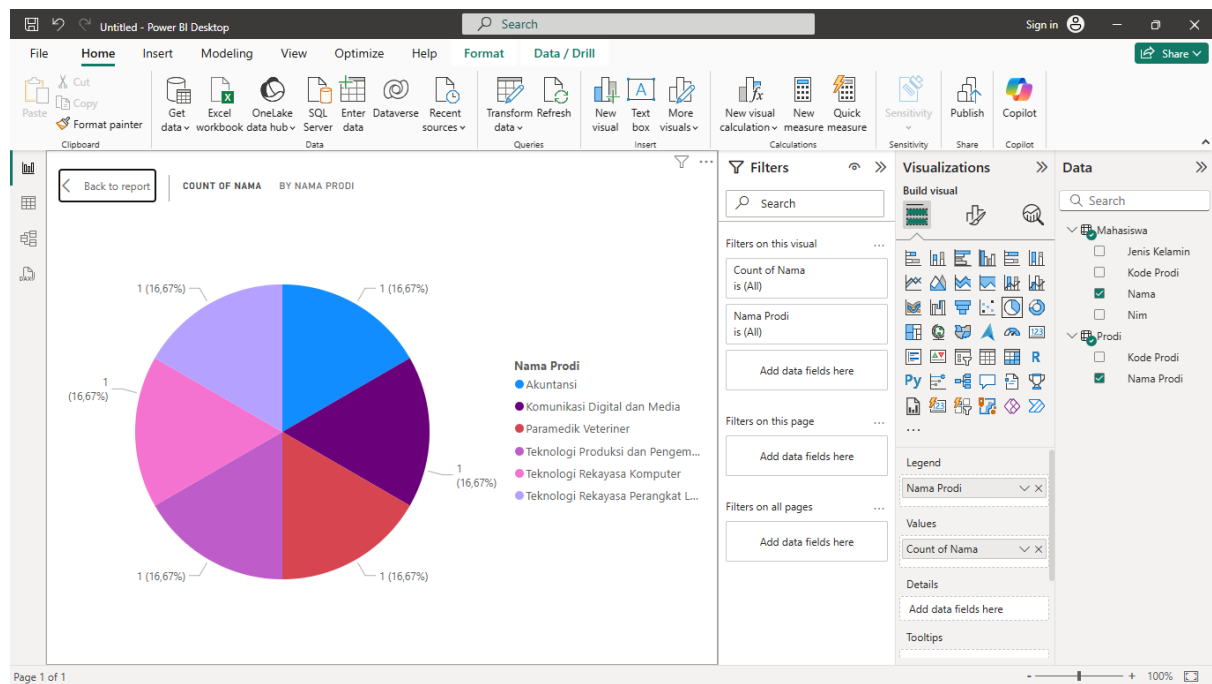 Untitled - Power BI Desktop
Search
Sign in
File Home Insert Modeling View Optimize Help Format Data / Drill
Share
Paste
Cut
Copy
Format painter
Clipboard
Get data
Excel workbook
OneLake data hub
SQL Server
Enter data
Dataverse
Recent sources
Data
Transform data
Refresh
Queries
New visual
Text box
More visuals
Insert
New visual calculation
New measure
Quick measure
Calculations
Sensitivity
Sensitivity
Publish
Share
Copilot
Copilot
Back to report
COUNT OF NAMA BY NAMA PRODI
1 (16,67%)
1 (16,67%)
1
(16,67%)
1
(16,67%)
1 (16,67%)
1 (16,67%)
Nama Prodi
Akuntansi
Komunikasi Digital dan Media
Paramedik Veteriner
Teknologi Produksi dan Pengem...
Teknologi Rekayasa Komputer
Teknologi Rekayasa Perangkat L...
Filters
Search
Filters on this visual
Count of Nama
is (All)
Nama Prodi
is (All)
Add data fields here
Filters on this page
Add data fields here
Filters on all pages
Add data fields here
Visualizations
Build visual
123
R
Py
Legend
Nama Prodi
Values
Count of Nama
Details
Add data fields here
Tooltips
Data
Search
Mahasiswa
Jenis Kelamin
Kode Prodi
Nama
Nim
Prodi
Kode Prodi
Nama Prodi
Page 1 of 1
100%